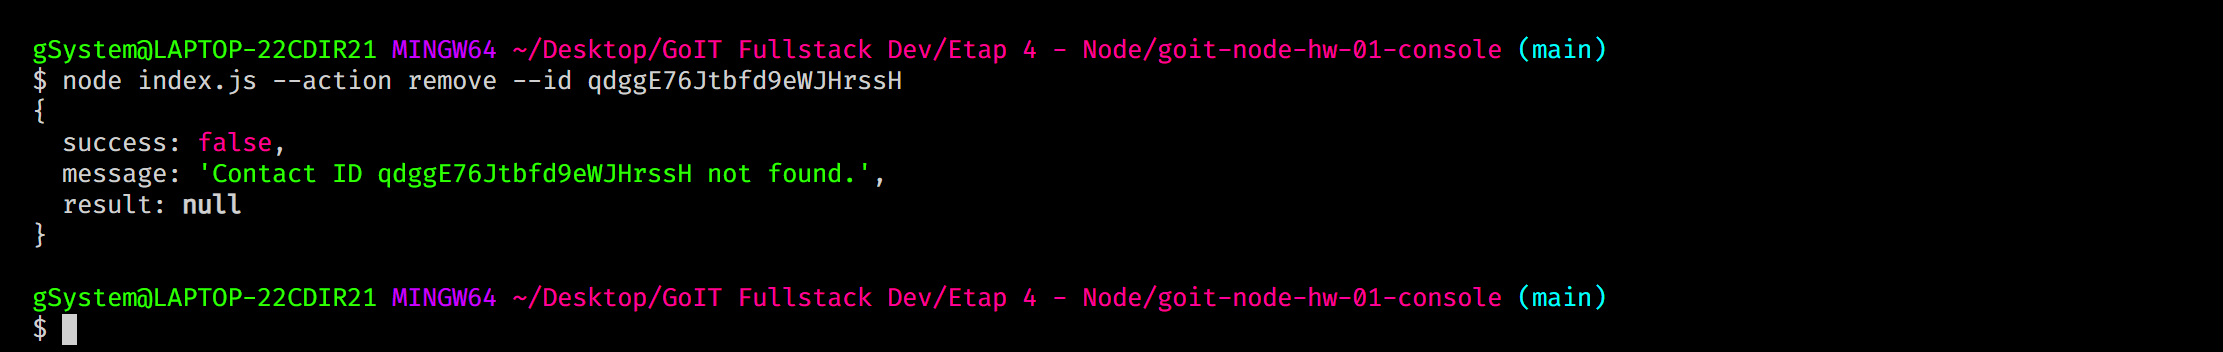 gSystem@LAPTOP-22CDIR21 MINGW64 ~/Desktop/GoIT Fullstack Dev/Etap 4 - Node/goit-node-hw-01-console (main)
$ node index.js --action remove --id qdggE76Jtbfd9eWJHrssH
{
  success: false,
  message: 'Contact ID qdggE76Jtbfd9eWJHrssH not found.',
  result: null
}
gSystem@LAPTOP-22CDIR21 MINGW64 ~/Desktop/GoIT Fullstack Dev/Etap 4 - Node/goit-node-hw-01-console (main)
$